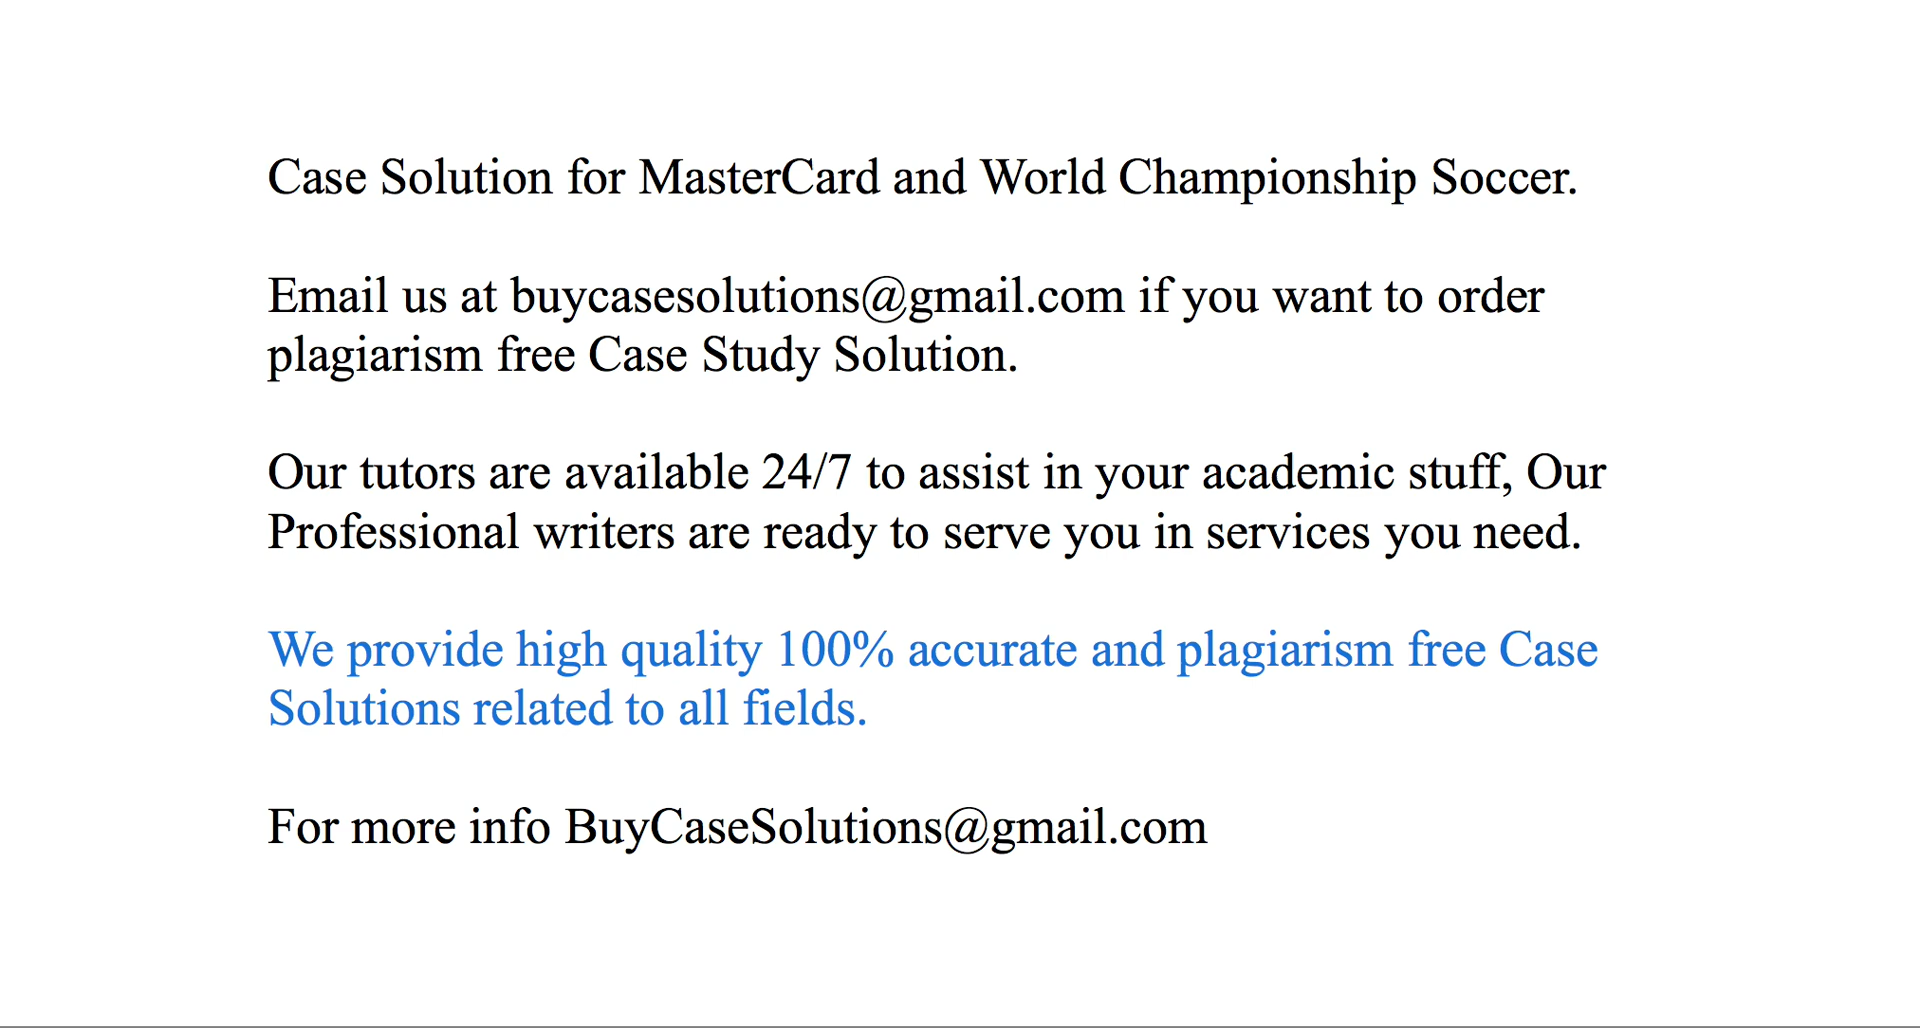 Case Solution for MasterCard and World Championship Soccer.
Email us at buycasesolutions@gmail.com if you want to order
plagiarism free Case Study Solution.
Our tutors are available 24/7 to assist in your academic stuff, Our
Professional writers are ready to serve you in services you need.
We provide high quality 100% accurate and plagiarism free Case
Solutions related to all fields.
For more info BuyCaseSolutions@gmail.com